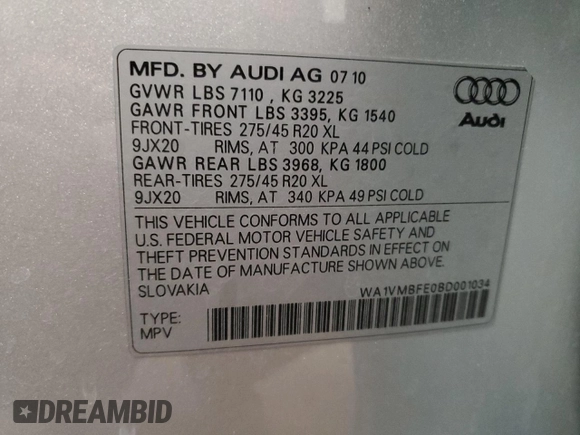 MFD. BY AUDI AG 07 10
GVWR LBS 7110 , KG 3225
GAWR FRONT LBS 3395, KG 1540
FRONT-TIRES 275/45 R20 XL
9JX20 RIMS, AT 300 KPA 44 PSI COLD
GAWR REAR LBS 3968, KG 1800
REAR-TIRES 275/45 R20 XL
9JX20 RIMS, AT 340 KPA 49 PSI COLD
Audi
THIS VEHICLE CONFORMS TO ALL APPLICABLE
U.S. FEDERAL MOTOR VEHICLE SAFETY AND
THEFT PREVENTION STANDARDS IN EFFECT ON
THE DATE OF MANUFACTURE SHOWN ABOVE.
SLOVAKIA WA1VMBFE0BD001034
TYPE:
MPV
DREAMBID